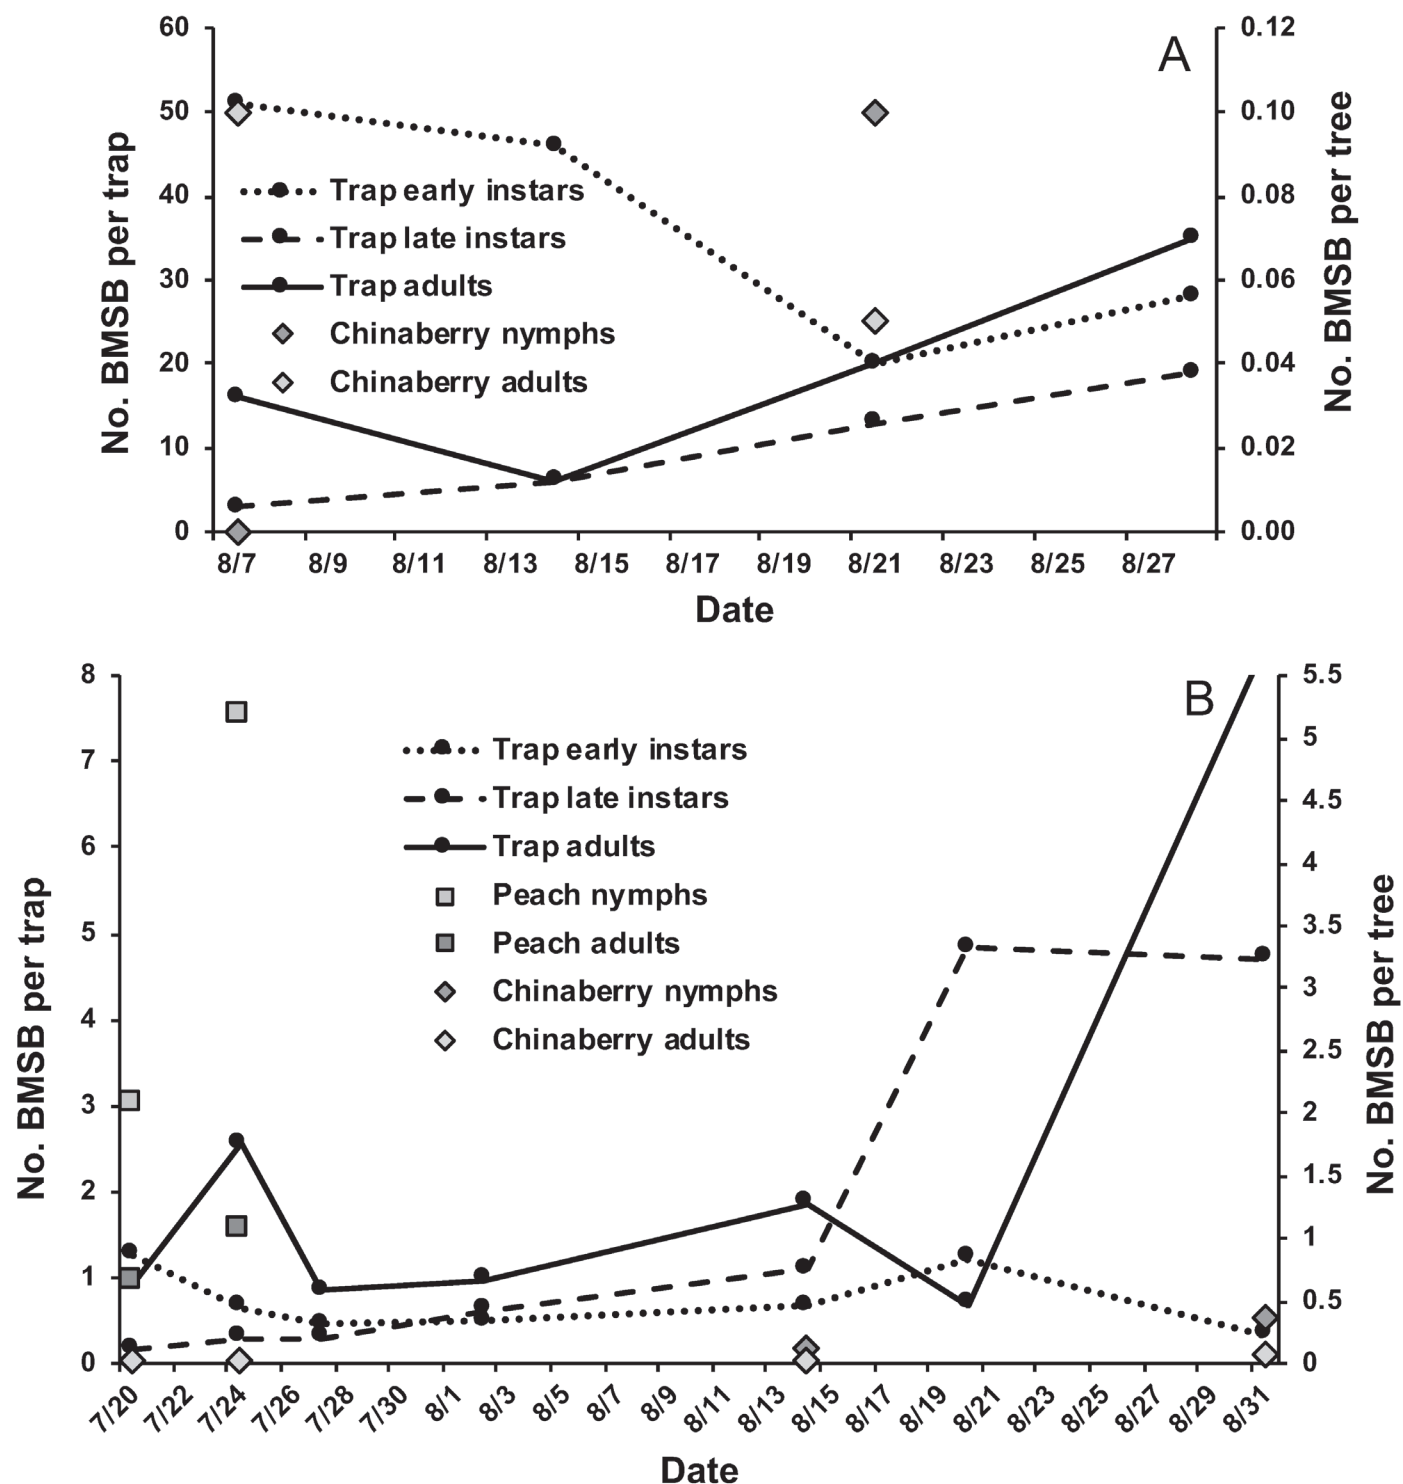 A
60
50
40
30
20
10
0
No. BMSB per trap
0.12
0.10
0.08
0.06
0.04
0.02
0.00
No. BMSB per tree
Trap early instars
Trap late instars
Trap adults
Chinaberry nymphs
Chinaberry adults
8/7 8/9 8/11 8/13 8/15 8/17 8/19 8/21 8/23 8/25 8/27
Date
B
8
7
6
5
4
3
2
1
0
No. BMSB per trap
5.5
5
4.5
4
3.5
3
2.5
2
1.5
1
0.5
0
No. BMSB per tree
Trap early instars
Trap late instars
Trap adults
Peach nymphs
Peach adults
Chinaberry nymphs
Chinaberry adults
7/20 7/22 7/24 7/26 7/28 7/30 8/1 8/3 8/5 8/7 8/9 8/11 8/13 8/15 8/17 8/19 8/21 8/23 8/25 8/27 8/29 8/31
Date